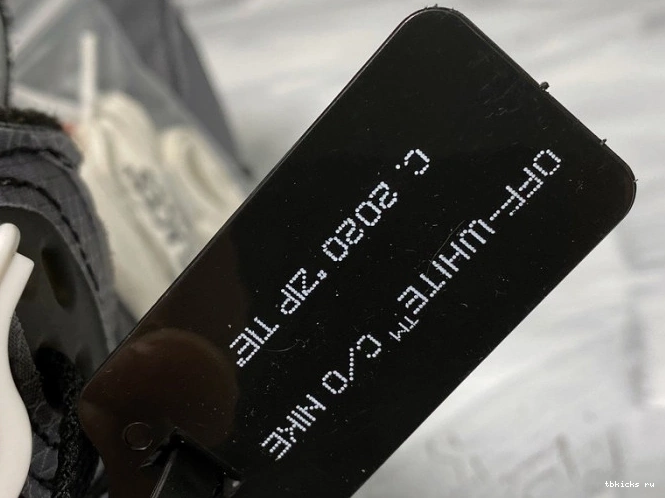 OFF-WHITE™ C/O NIKE
C. 2020 "ZIP TIE"
tbkicks ru